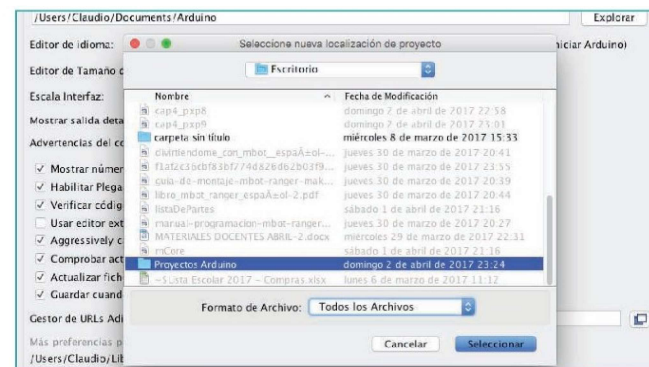 /Users/Claudio/Documents/Arduino
Explorar
Editor de idioma:
Seleccione nueva localización de proyecto
niciar Arduino)
Editor de Tamaño d
Escritorio
Escala Interfaz:
Nombre
Fecha de Modificación
cap4_pxp8
domingo 2 de abril de 2017 22:58
Mostrar salida deta
cap4_pxp9
domingo 2 de abril de 2017 23:01
carpeta sin título
miércoles 8 de marzo de 2017 15:33
Advertencias del co
divirtiendome_con_mbot__espaÃ±ol-...
jueves 30 de marzo de 2017 20:41
Mostrar númer
jueves 30 de marzo de 2017 23:55
Habilitar Plega
guia-de-montaje-mbot-ranger-mak...
jueves 30 de marzo de 2017 20:39
libro_mbot_ranger_espaÃ±ol-2.pdf
jueves 30 de marzo de 2017 20:44
Verificar códig
listaDePartes
sábado 1 de abril de 2017 21:16
Usar editor ext
manual-programacion-mbot-ranger...
jueves 30 de marzo de 2017 20:27
Aggressively c
MATERIALES DOCENTES ABRIL-2.docx
miércoles 29 de marzo de 2017 22:31
mCore
sábado 1 de abril de 2017 21:16
Comprobar act
Proyectos Arduino
domingo 2 de abril de 2017 23:24
Actualizar fich
Escolar 2017 - Compras.xlsx
lunes 6 de marzo de 2017 11:12
Guardar cuand
Formato de Archivo:
Todos los Archivos
Gestor de URLs Adi
Más preferencias p
Cancelar
Seleccionar
/Users/Claudio/Lib